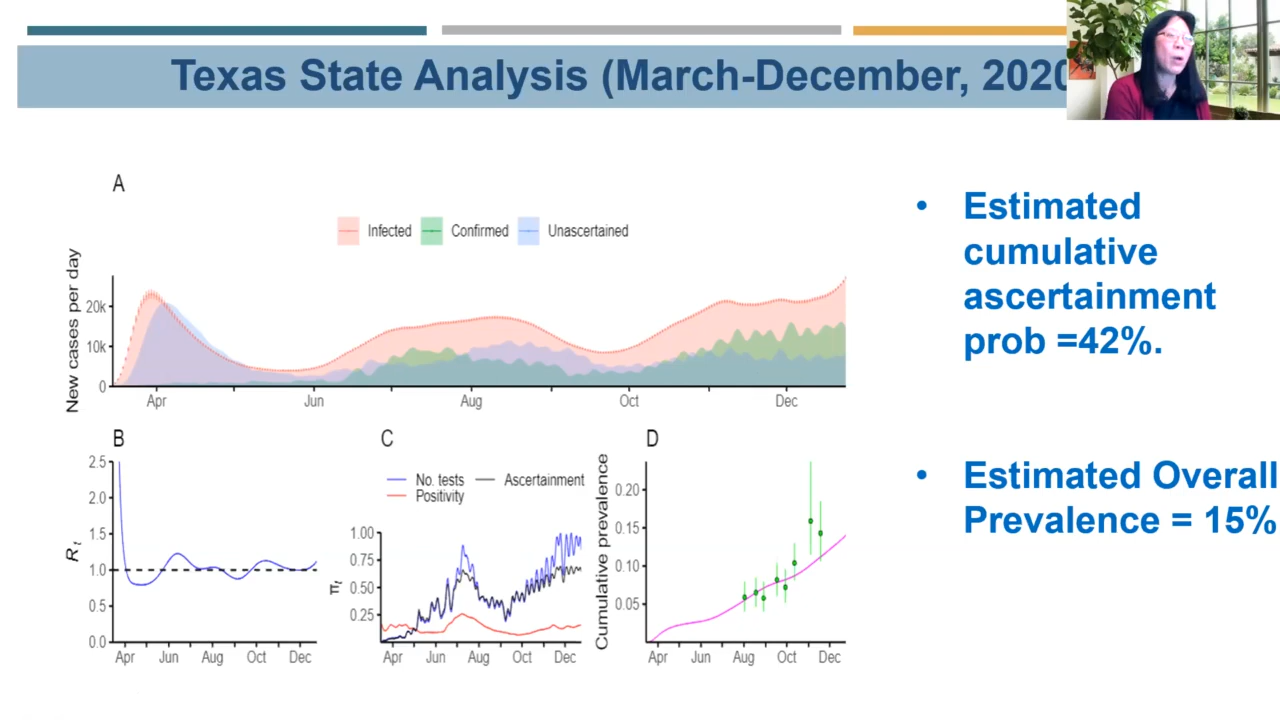 Texas State Analysis (March-December, 2020
A
Infected Confirmed Unascertained
New cases per day
20k
10k
0
Apr Jun Aug Oct Dec
B
2.5
2.0
1.5
1.0
0.5
0.0
Rt
Apr Jun Aug Oct Dec
C
No. tests Ascertainment
Positivity
1.00
0.75
0.50
0.25
πt
Apr Jun Aug Oct Dec
D
Cumulative prevalence
0.20
0.15
0.10
0.05
Apr Jun Aug Oct Dec
• Estimated
cumulative
ascertainment
prob =42%.
• Estimated Overall
Prevalence = 15%